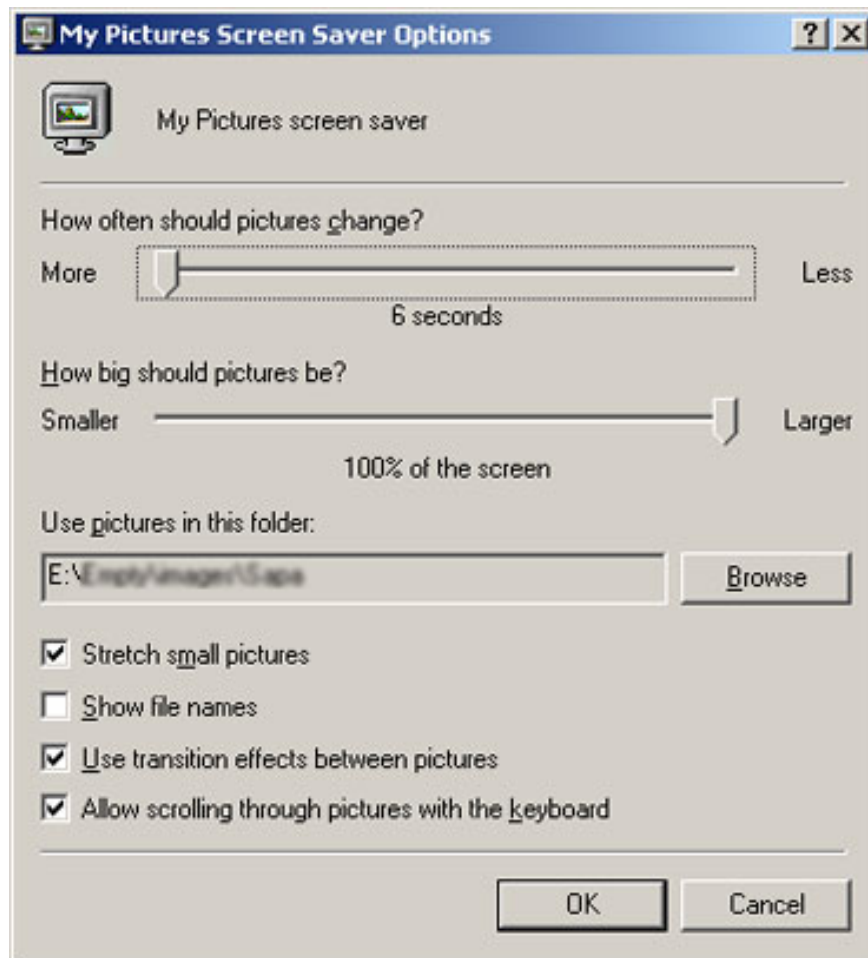 My Pictures Screen Saver Options
My Pictures screen saver
How often should pictures change?
More Less
6 seconds
How big should pictures be?
Smaller Larger
100% of the screen
Use pictures in this folder:
E:\ Browse
Stretch small pictures
Show file names
Use transition effects between pictures
Allow scrolling through pictures with the keyboard
OK Cancel